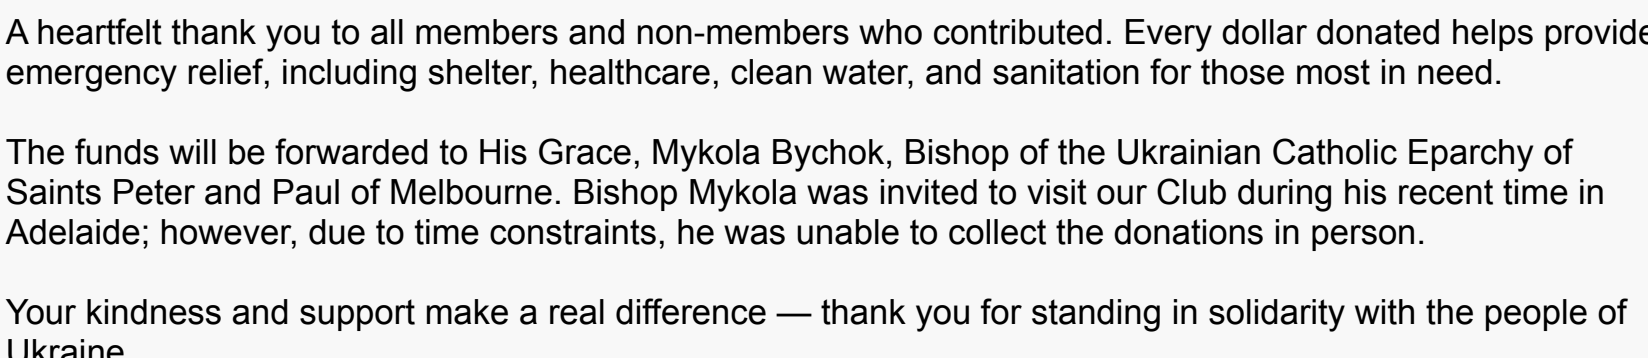 A heartfelt thank you to all members and non-members who contributed. Every dollar donated helps provide
emergency relief, including shelter, healthcare, clean water, and sanitation for those most in need.
The funds will be forwarded to His Grace, Mykola Bychok, Bishop of the Ukrainian Catholic Eparchy of
Saints Peter and Paul of Melbourne. Bishop Mykola was invited to visit our Club during his recent time in
Adelaide; however, due to time constraints, he was unable to collect the donations in person.
Your kindness and support make a real difference — thank you for standing in solidarity with the people of
Ukraine